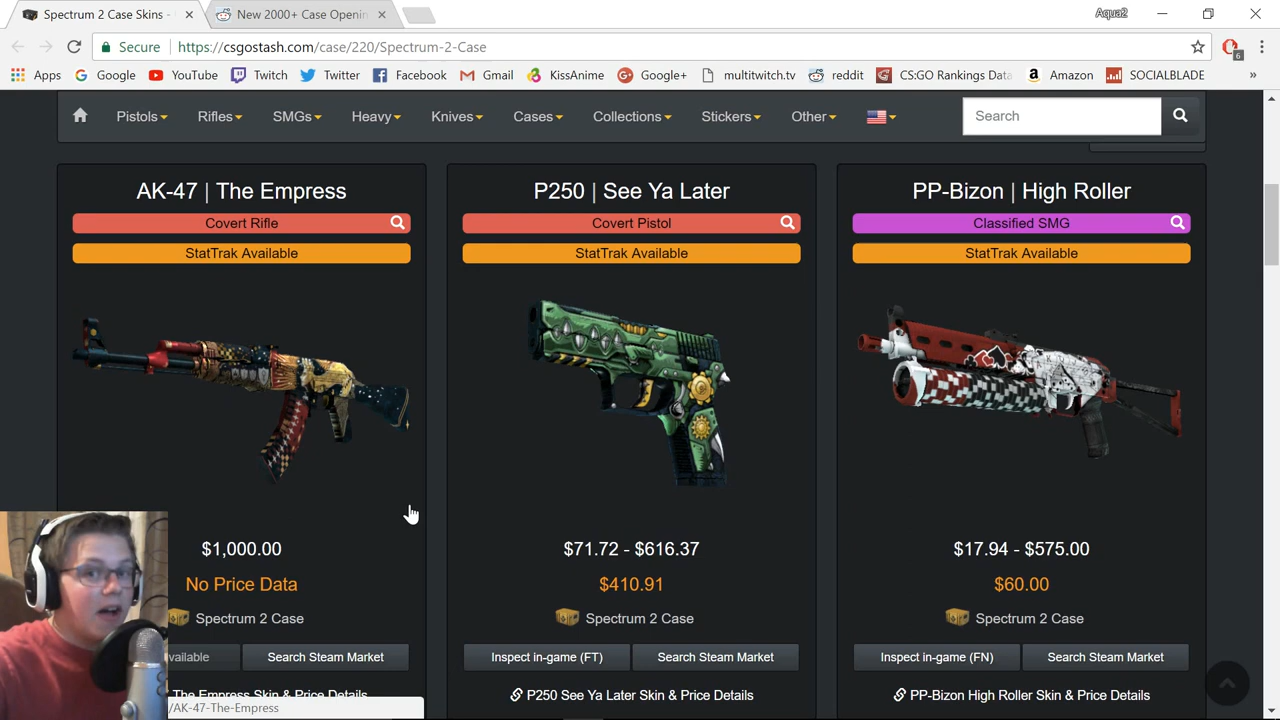 Spectrum 2 Case Skins -
New 2000+ Case Openin
Aqua2
Secure
https://csgostash.com/case/220/Spectrum-2-Case
6
Apps
Google
YouTube
Twitch
Twitter
Facebook
Gmail
KissAnime
Google+
multitwitch.tv
reddit
CS:GO Rankings Data
Amazon
SOCIALBLADE
»
Pistols
Rifles
SMGs
Heavy
Knives
Cases
Collections
Stickers
Other
Search
AK-47 | The Empress
Covert Rifle
StatTrak Available
$1,000.00
No Price Data
Spectrum 2 Case
vailable
Search Steam Market
The Empress Skin & Price Details
/AK-47-The-Empress
P250 | See Ya Later
Covert Pistol
StatTrak Available
$71.72 - $616.37
$410.91
Spectrum 2 Case
Inspect in-game (FT)
Search Steam Market
P250 See Ya Later Skin & Price Details
PP-Bizon | High Roller
Classified SMG
StatTrak Available
$17.94 - $575.00
$60.00
Spectrum 2 Case
Inspect in-game (FN)
Search Steam Market
PP-Bizon High Roller Skin & Price Details